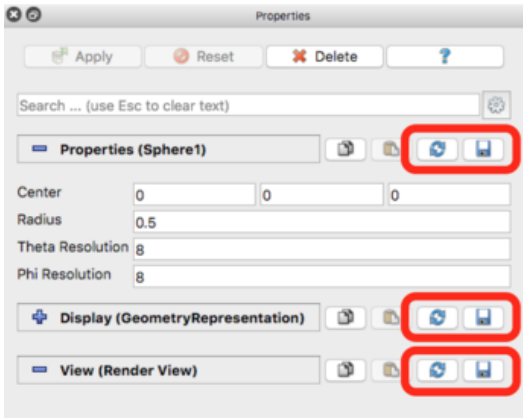 Properties
Apply Reset Delete ?
Search ... (use Esc to clear text)
Properties (Sphere1)
Center 0 0 0
Radius 0.5
Theta Resolution 8
Phi Resolution 8
Display (GeometryRepresentation)
View (Render View)